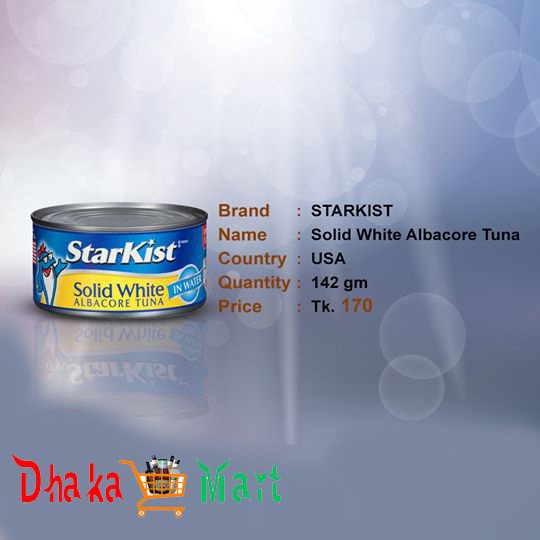 StarKist
Solid White
ALBACORE TUNA
IN WATER
Brand : STARKIST
Name : Solid White Albacore Tuna
Country : USA
Quantity : 142 gm
Price : Tk. 170
Dhaka Mart